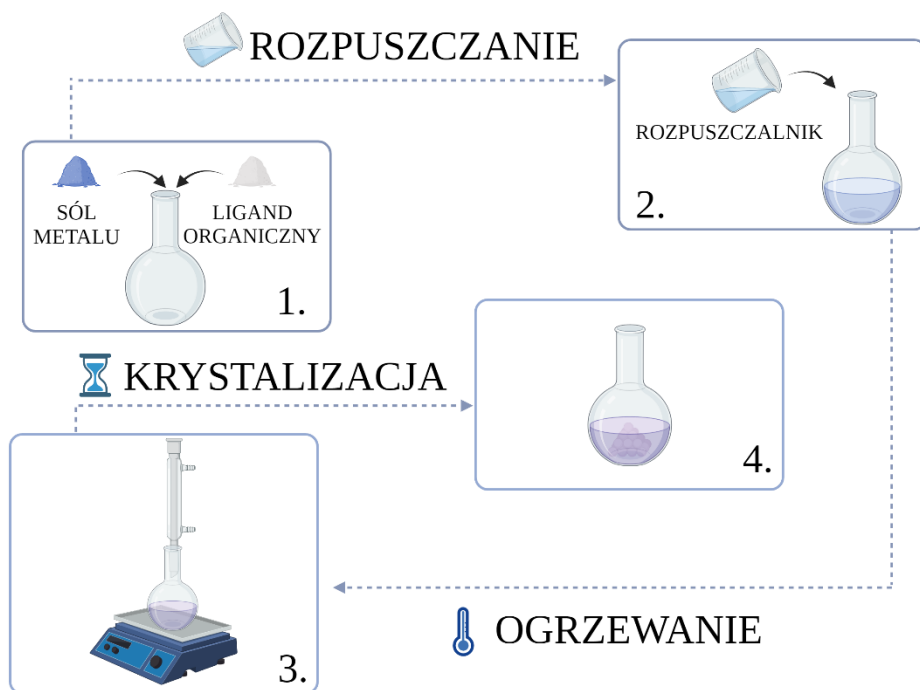 ROZPUSZCZANIE
SÓL
METALU
LIGAND
ORGANICZNY
1.
ROZPUSZCZALNIK
2.
OGRZEWANIE
3.
KRYSTALIZACJA
4.